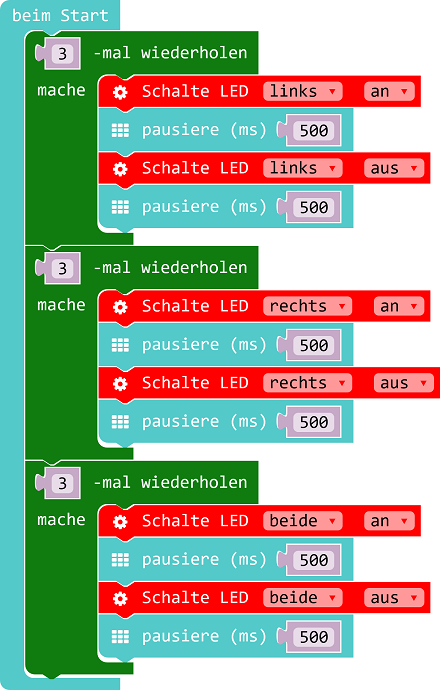 beim Start
3 -mal wiederholen
mache Schalte LED links an
pausiere (ms) 500
Schalte LED links aus
pausiere (ms) 500
3 -mal wiederholen
mache Schalte LED rechts an
pausiere (ms) 500
Schalte LED rechts aus
pausiere (ms) 500
3 -mal wiederholen
mache Schalte LED beide an
pausiere (ms) 500
Schalte LED beide aus
pausiere (ms) 500